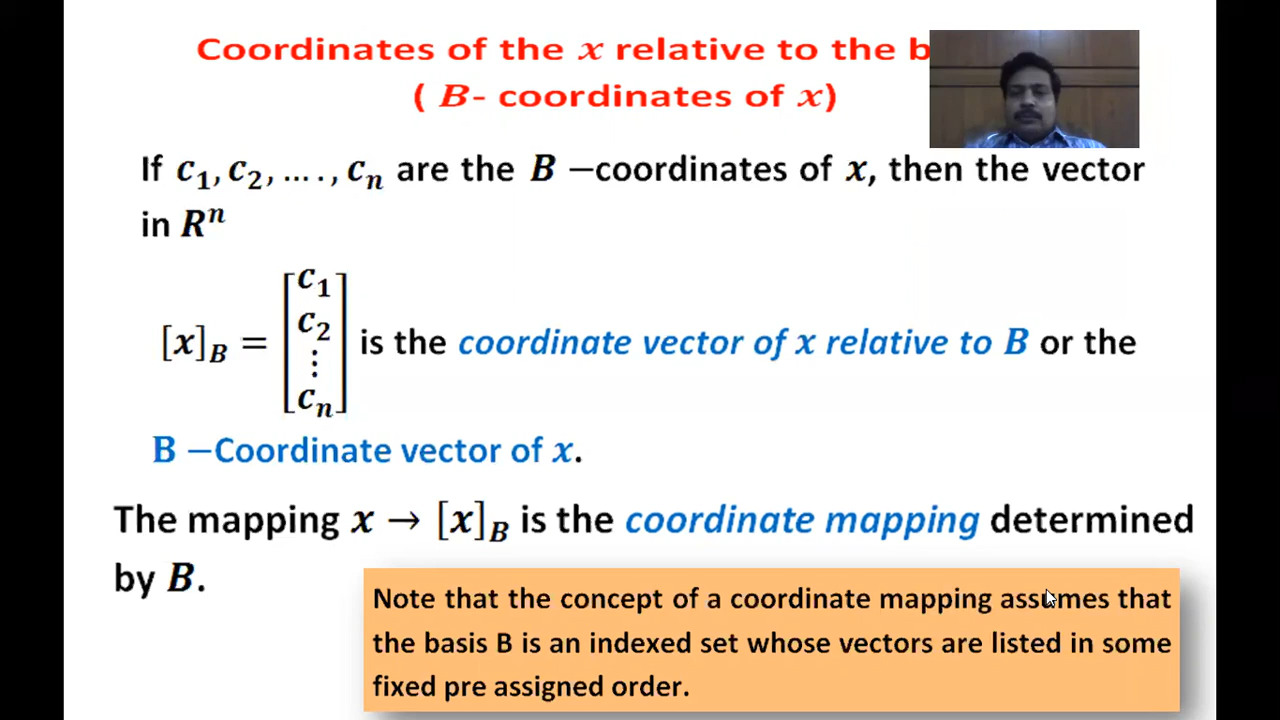 Coordinates of the x relative to the b
( B- coordinates of x)
If c₁, c₂, … . , cₙ are the B −coordinates of x, then the vector
in Rⁿ
[x]_B = [c₁ c₂ ⋮ cₙ] is the coordinate vector of x relative to B or the
B −Coordinate vector of x.
The mapping x → [x]_B is the coordinate mapping determined
by B.
Note that the concept of a coordinate mapping assumes that
the basis B is an indexed set whose vectors are listed in some
fixed pre assigned order.